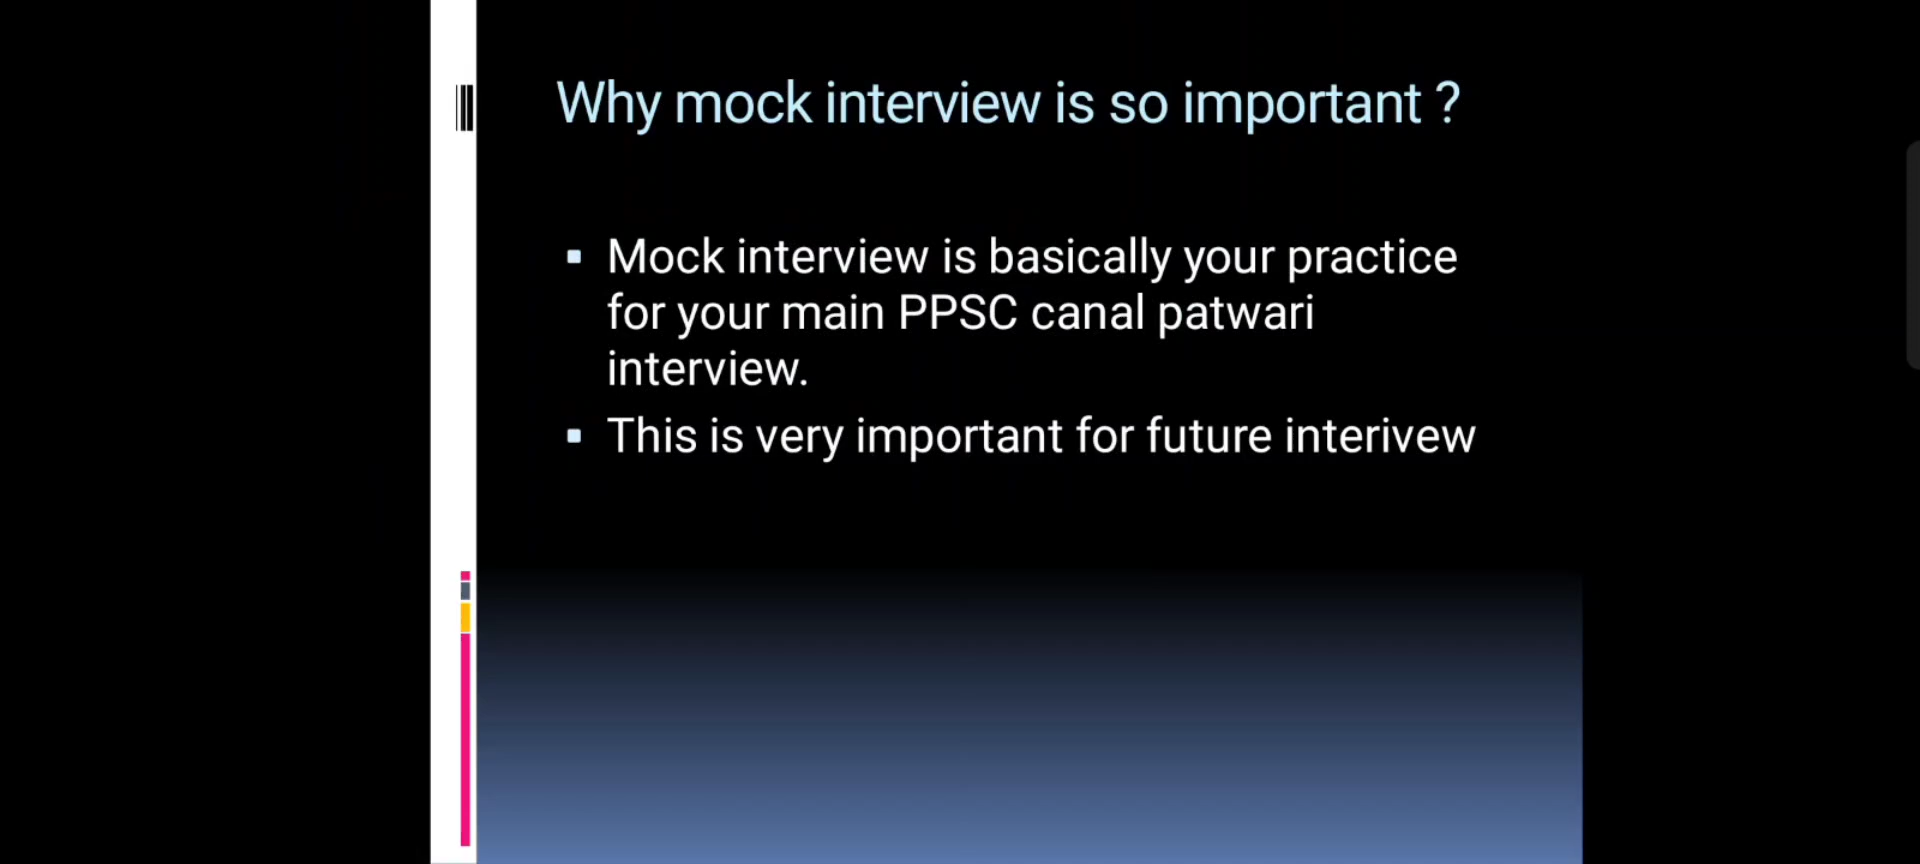 Why mock interview is so important ?
Mock interview is basically your practice
for your main PPSC canal patwari
interview.
This is very important for future interivew